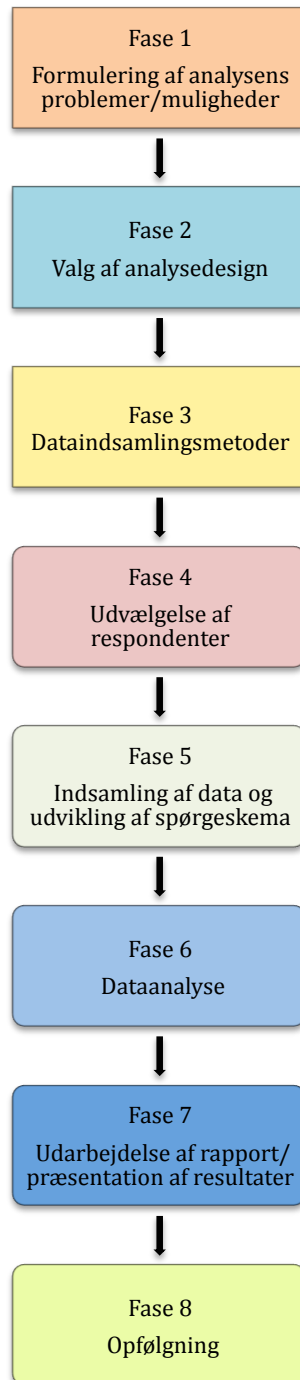 Fase 1
Formulering af analysens
problemer/muligheder
Fase 2
Valg af analysedesign
Fase 3
Dataindsamlingsmetoder
Fase 4
Udvælgelse af
respondenter
Fase 5
Indsamling af data og
udvikling af spørgeskema
Fase 6
Dataanalyse
Fase 7
Udarbejdelse af rapport/
præsentation af resultater
Fase 8
Opfølgning